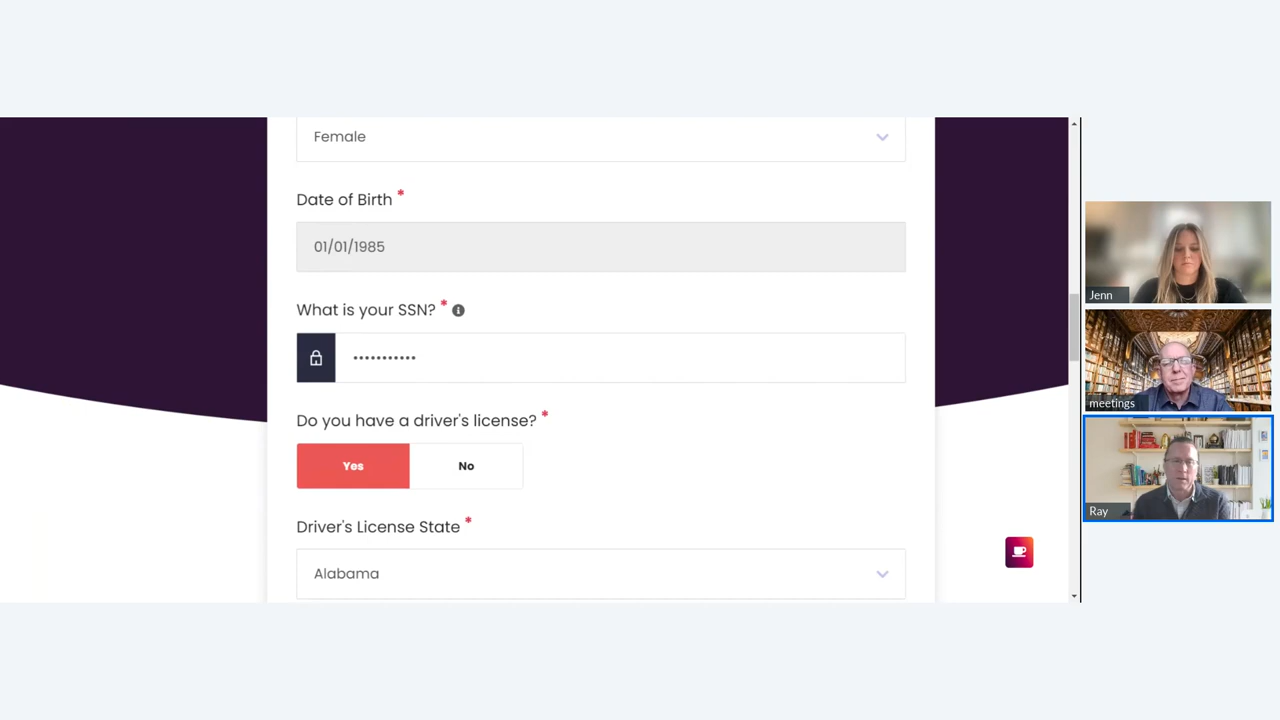 Female
Date of Birth *
01/01/1985
What is your SSN? *
•••••••••••
Do you have a driver's license? *
Yes
No
Driver's License State *
Alabama
Jenn
meetings
Ray